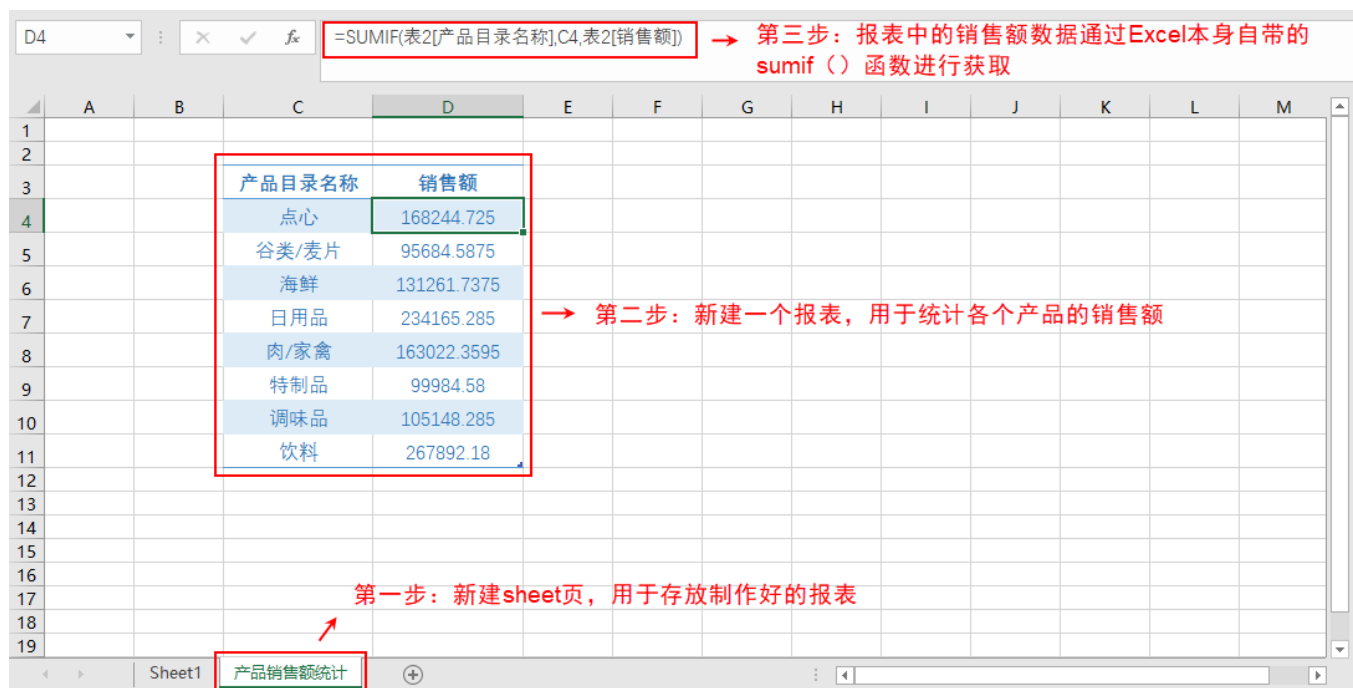 D4 fx =SUMIF(表2[产品目录名称],C4,表2[销售额]) → 第三步：报表中的销售额数据通过Excel本身自带的
sumif（）函数进行获取
A B C D E F G H I J K L M
1
2
3 产品目录名称 销售额
4 点心 168244.725
5 谷类/麦片 95684.5875
6 海鲜 131261.7375
7 日用品 234165.285 → 第二步：新建一个报表，用于统计各个产品的销售额
8 肉/家禽 163022.3595
9 特制品 99984.58
10 调味品 105148.285
11 饮料 267892.18
12
13
14
15
16
17 第一步：新建sheet页，用于存放制作好的报表
18
19
Sheet1 产品销售额统计